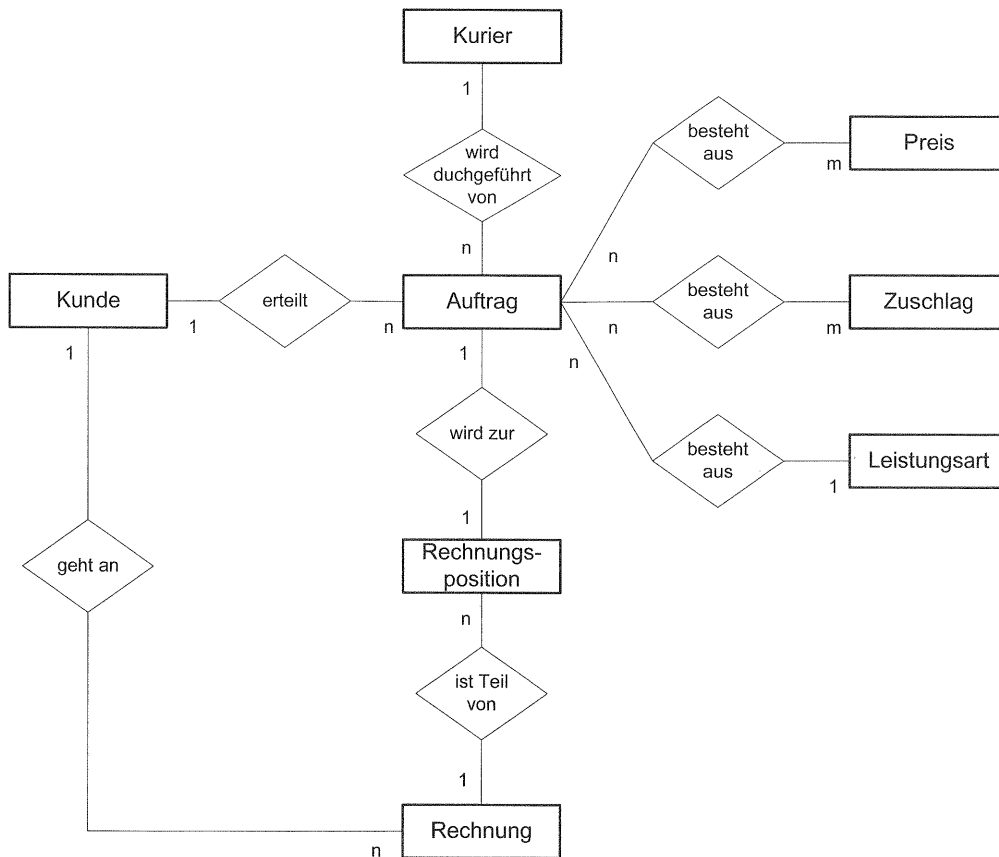 Kurier
1
wird
duchgeführt
von
n
besteht
aus
m
Preis
n
Kunde
1
erteilt
n
Auftrag
n
besteht
aus
m
Zuschlag
1
1
n
besteht
aus
1
Leistungsart
wird zur
1
Rechnungs-
position
geht an
n
ist Teil
von
1
Rechnung
n